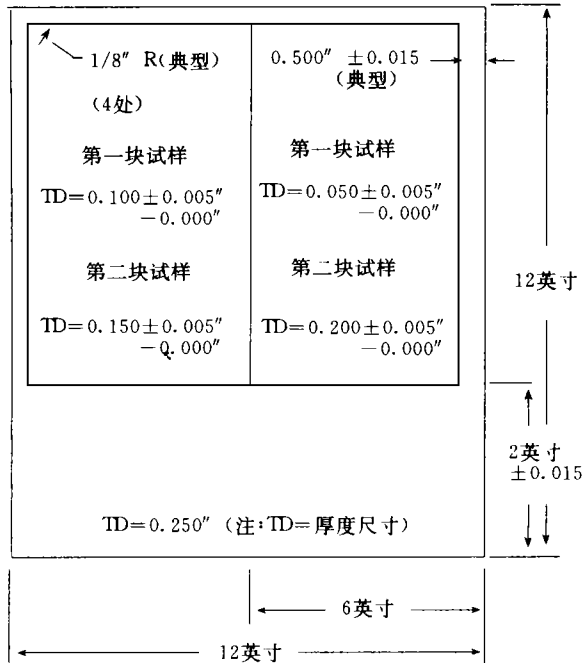 1/8″ R(典型)
(4处)
第一块试样
TD=0.100±0.005″
-0.000″
第二块试样
TD=0.150±0.005″
-0.000″
0.500″ ±0.015
(典型)
第一块试样
TD=0.050±0.005″
-0.000″
第二块试样
TD=0.200±0.005″
-0.000″
12英寸
2英寸
±0.015
TD=0.250″ (注:TD=厚度尺寸)
6英寸
12英寸